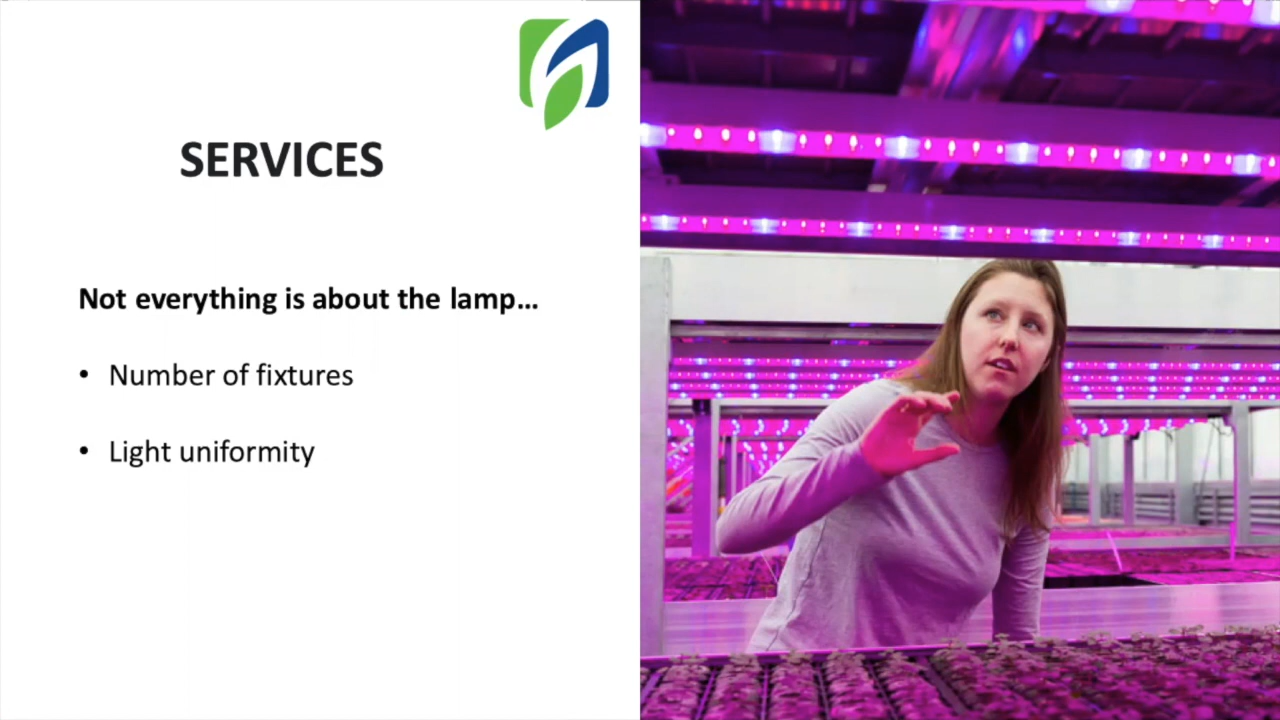 SERVICES
Not everything is about the lamp...
• Number of fixtures
• Light uniformity